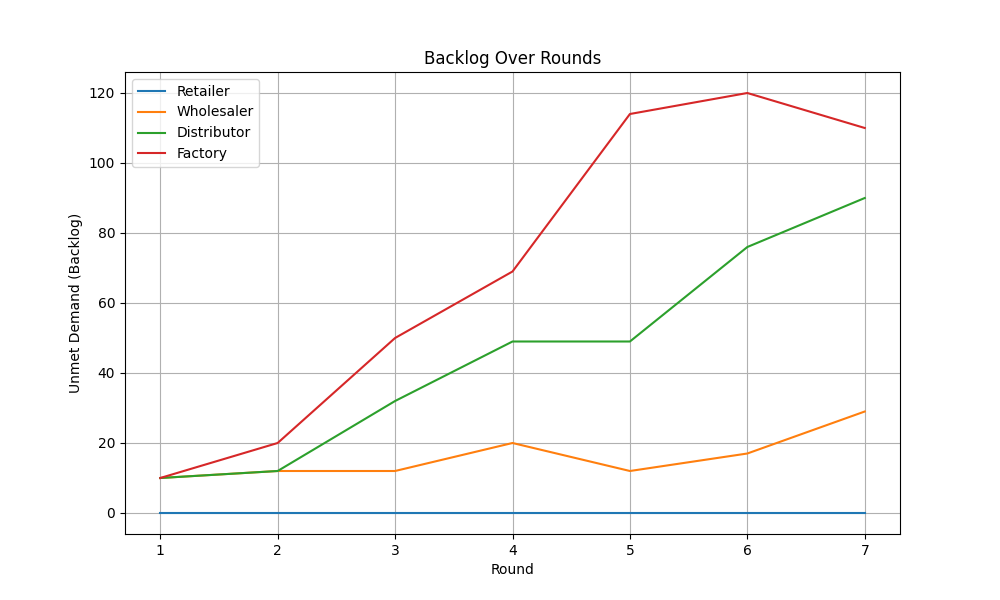 Backlog Over Rounds
Retailer
Wholesaler
Distributor
Factory
Unmet Demand (Backlog)
120
100
80
60
40
20
0
1 2 3 4 5 6 7
Round